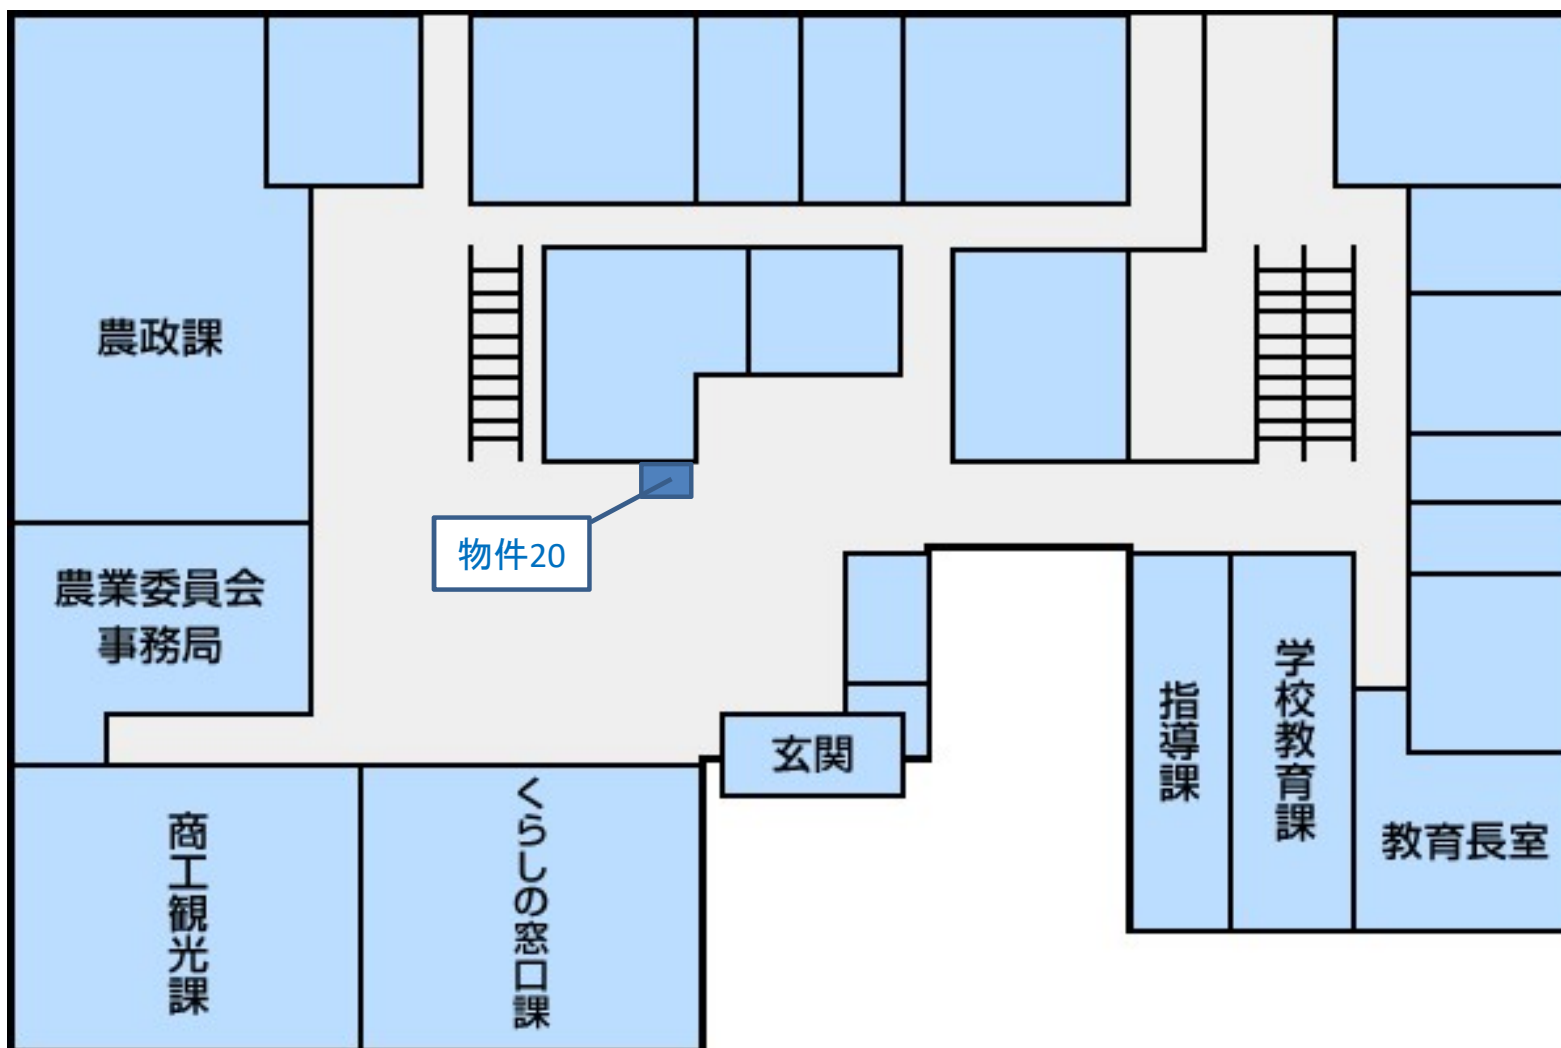 農政課
物件20
農業委員会
事務局
玄関
商工観光課
くらしの窓口課
指導課
学校教育課
教育長室